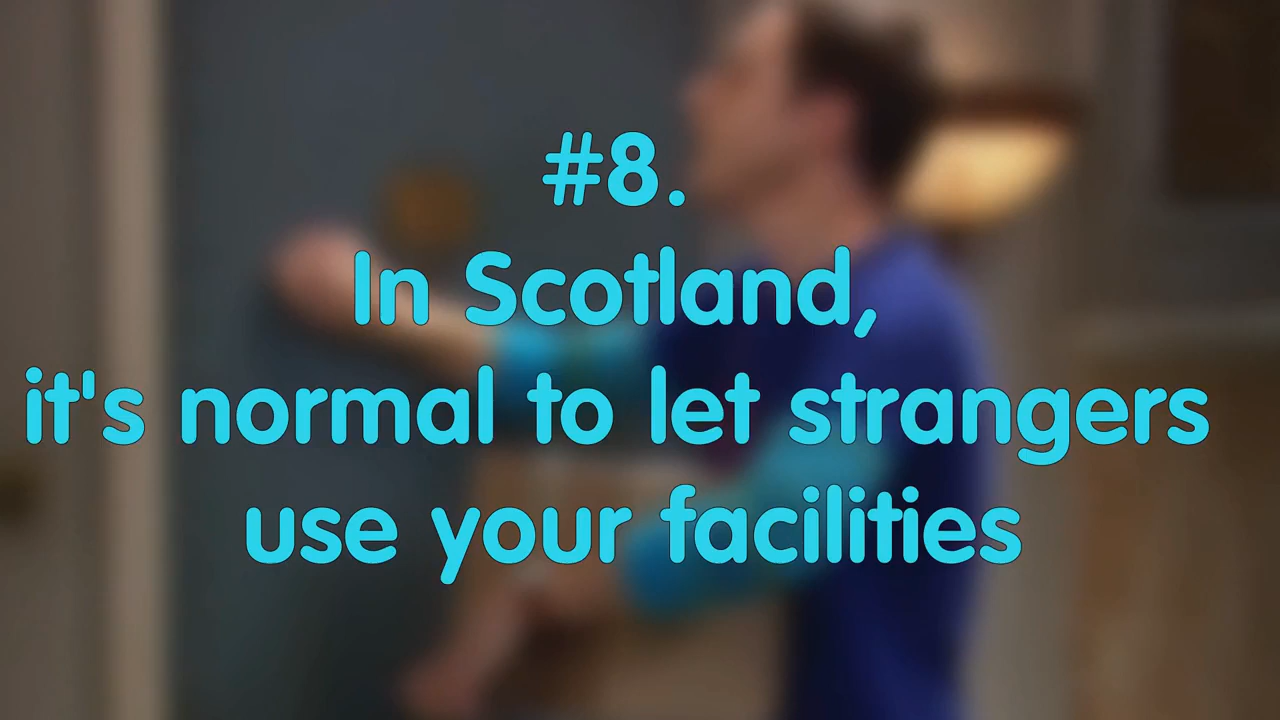 #8.
In Scotland,
it's normal to let strangers
use your facilities